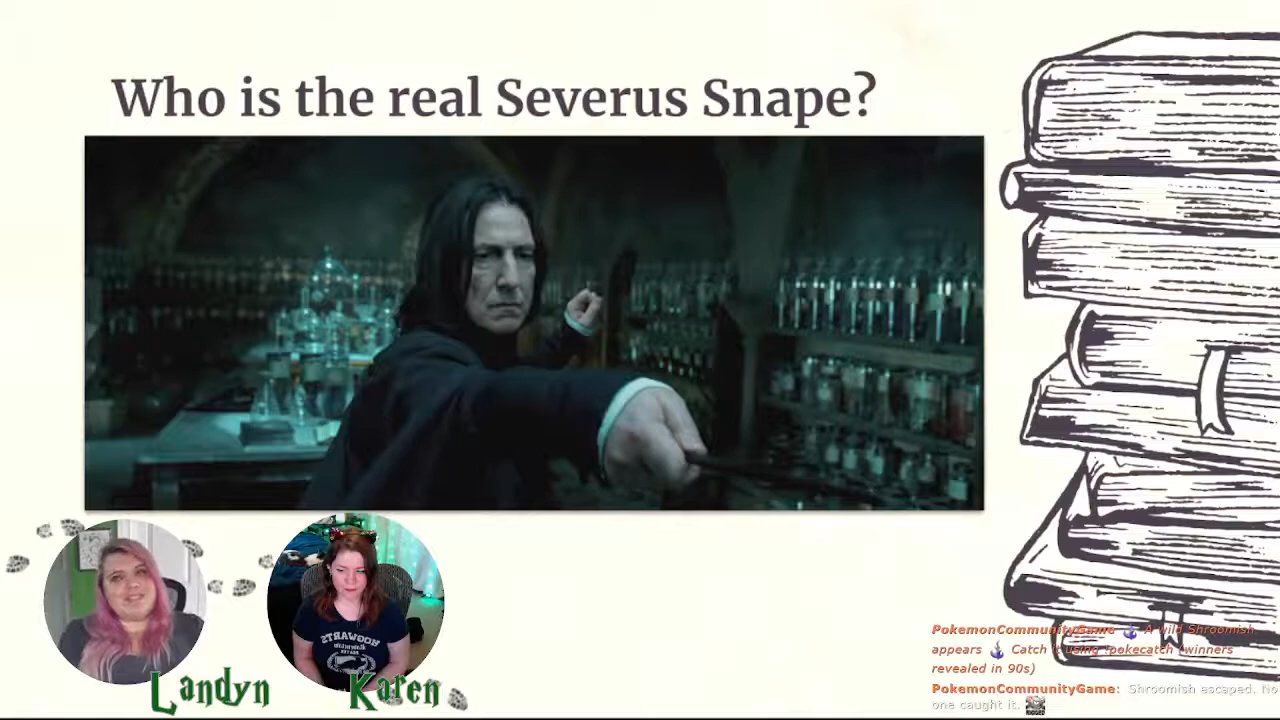 Who is the real Severus Snape?
HOGWARTS
Landyn
Karen
PokemonCommunityGame A wild Shroomish
appears Catch it using !pokecatch (winners
revealed in 90s)
PokemonCommunityGame: Shroomish escaped. No
one caught it.